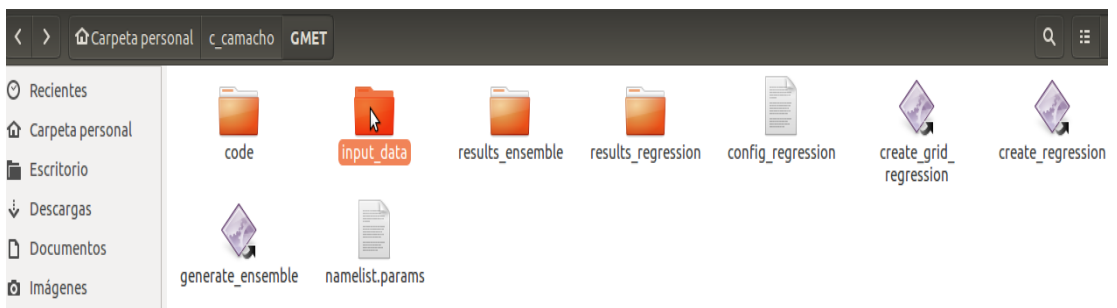 Carpeta personal c_camacho GMET
Recientes
Carpeta personal
Escritorio
Descargas
Documentos
Imágenes
code
input_data
results_ensemble
results_regression
config_regression
create_grid_
regression
create_regression
generate_ensemble
namelist.params